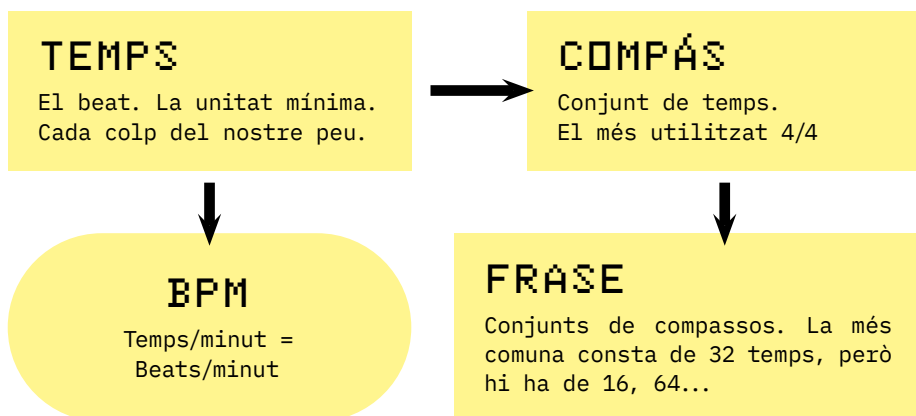 TEMPS
El beat. La unitat mínima.
Cada colp del nostre peu.
COMPÁS
Conjunt de temps.
El més utilitzat 4/4
BPM
Temps/minut =
Beats/minut
FRASE
Conjunts de compassos. La més
comuna consta de 32 temps, però
hi ha de 16, 64...